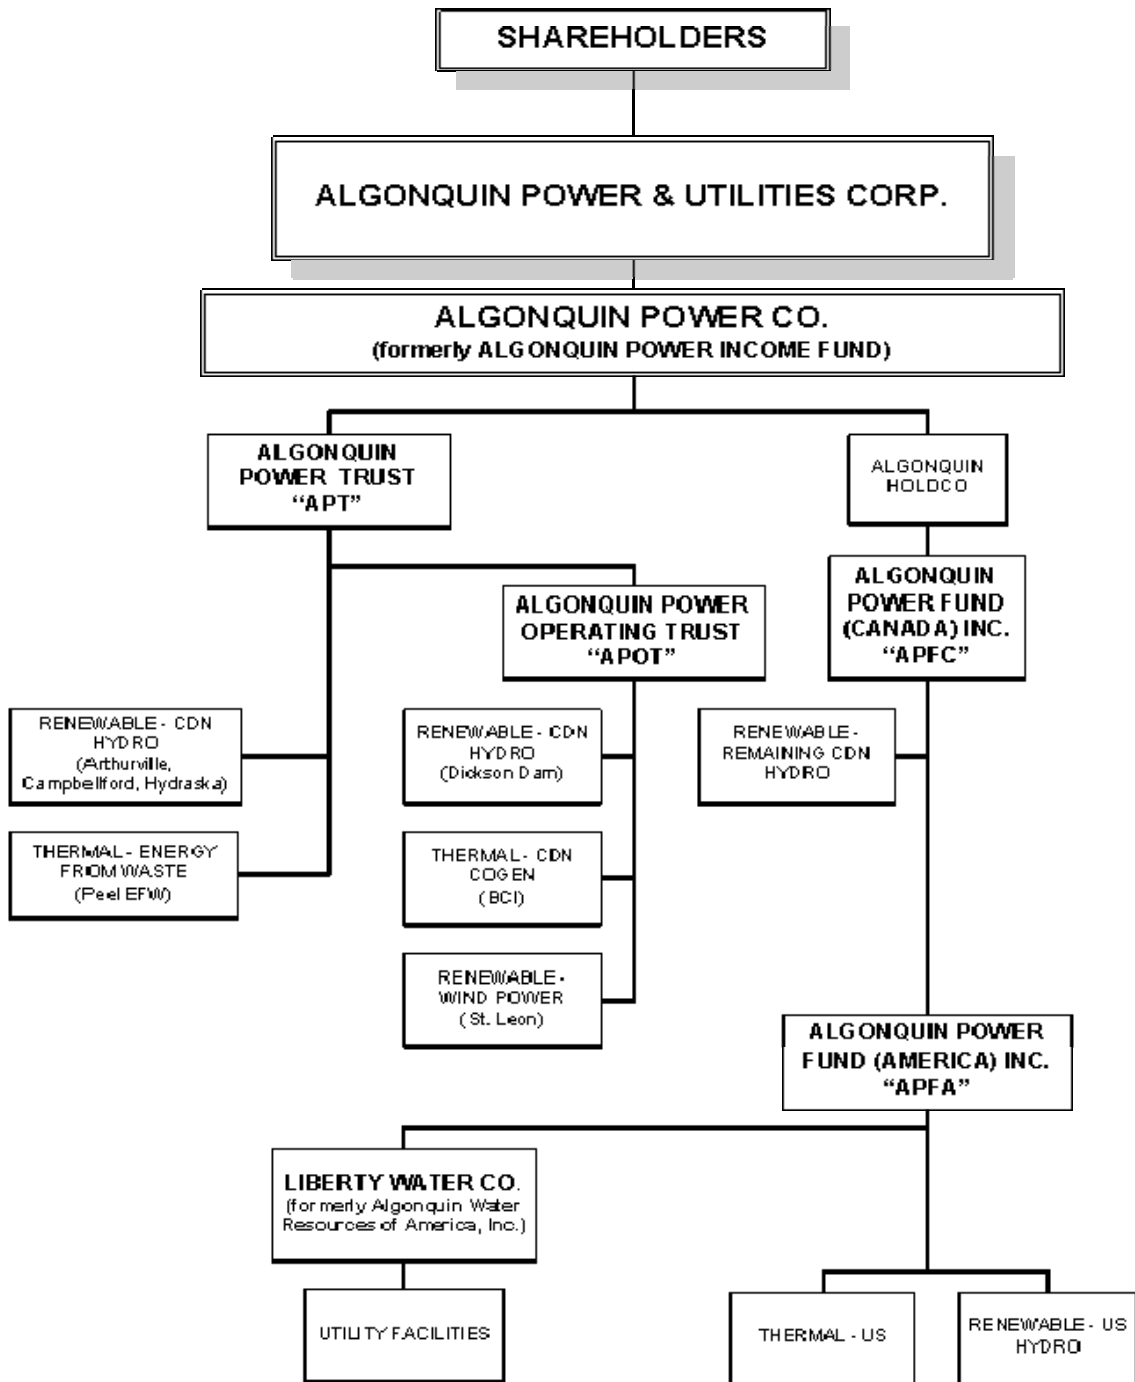 SHAREHOLDERS
ALGONQUIN POWER & UTILITIES CORP.
ALGONQUIN POWER CO.
(formerly ALGONQUIN POWER INCOME FUND)
ALGONQUIN
POWER TRUST
“APT”
ALGONQUIN
HOLDCO
ALGONQUIN POWER
OPERATING TRUST
“APOT”
ALGONQUIN
POWER FUND
(CANADA) INC.
“APFC”
RENEWABLE - CDN
HYDRO
(Arthurville,
Campbellford, Hydraska)
RENEWABLE - CDN
HYDRO
(Dickson Dam)
RENEWABLE -
REMAINING CDN
HYDRO
THERMAL - ENERGY
FROM WASTE
(Peel EFW)
THERMAL - CDN
COGEN
(BCI)
RENEWABLE -
WIND POWER
(St. Leon)
ALGONQUIN POWER
FUND (AMERICA) INC.
“APFA”
LIBERTY WATER CO.
(formerly Algonquin Water
Resources of America, Inc.)
UTILITY FACILITIES
THERMAL - US
RENEWABLE - US
HYDRO